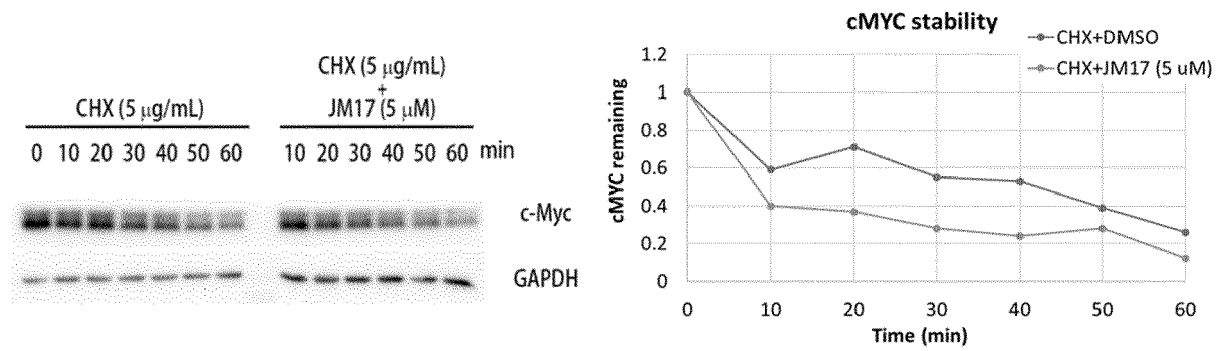 CHX (5 µg/mL)
CHX (5 µg/mL)
+
JM17 (5 µM)
0 10 20 30 40 50 60
10 20 30 40 50 60 min
c-Myc
GAPDH
cMYC stability
CHX+DMSO
CHX+JM17 (5 uM)
cMYC remaining
1.2
1
0.8
0.6
0.4
0.2
0
0 10 20 30 40 50 60
Time (min)